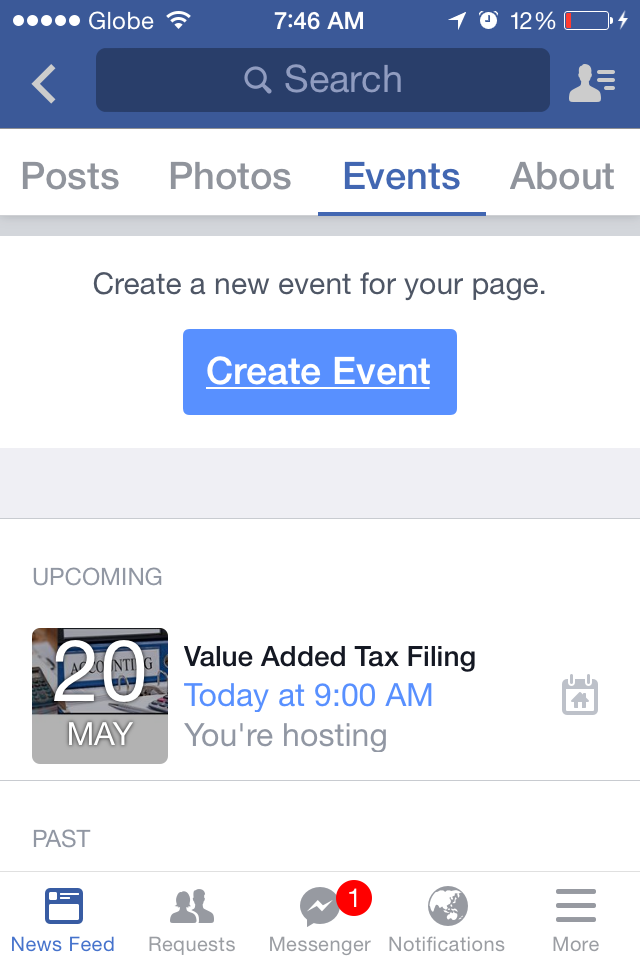 Globe 7:46 AM 12%
Search
Posts Photos Events About
Create a new event for your page.
Create Event
UPCOMING
ACCOUNTING
20
MAY
Value Added Tax Filing
Today at 9:00 AM
You're hosting
PAST
1
News Feed Requests Messenger Notifications More